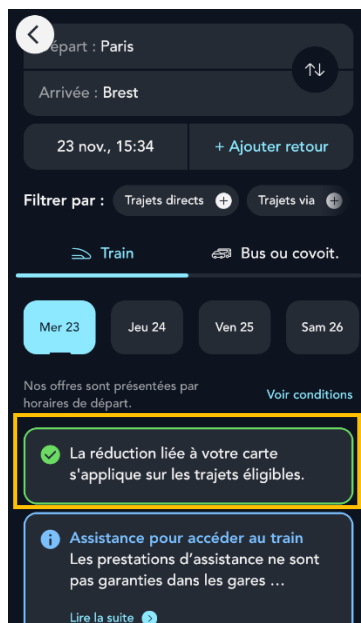 épart : Paris
Arrivée : Brest
23 nov., 15:34 + Ajouter retour
Filtrer par : Trajets directs + Trajets via +
Train Bus ou covoit.
Mer 23 Jeu 24 Ven 25 Sam 26
Nos offres sont présentées par
horaires de départ.
Voir conditions
La réduction liée à votre carte
s'applique sur les trajets éligibles.
Assistance pour accéder au train
Les prestations d'assistance ne sont
pas garanties dans les gares ...
Lire la suite